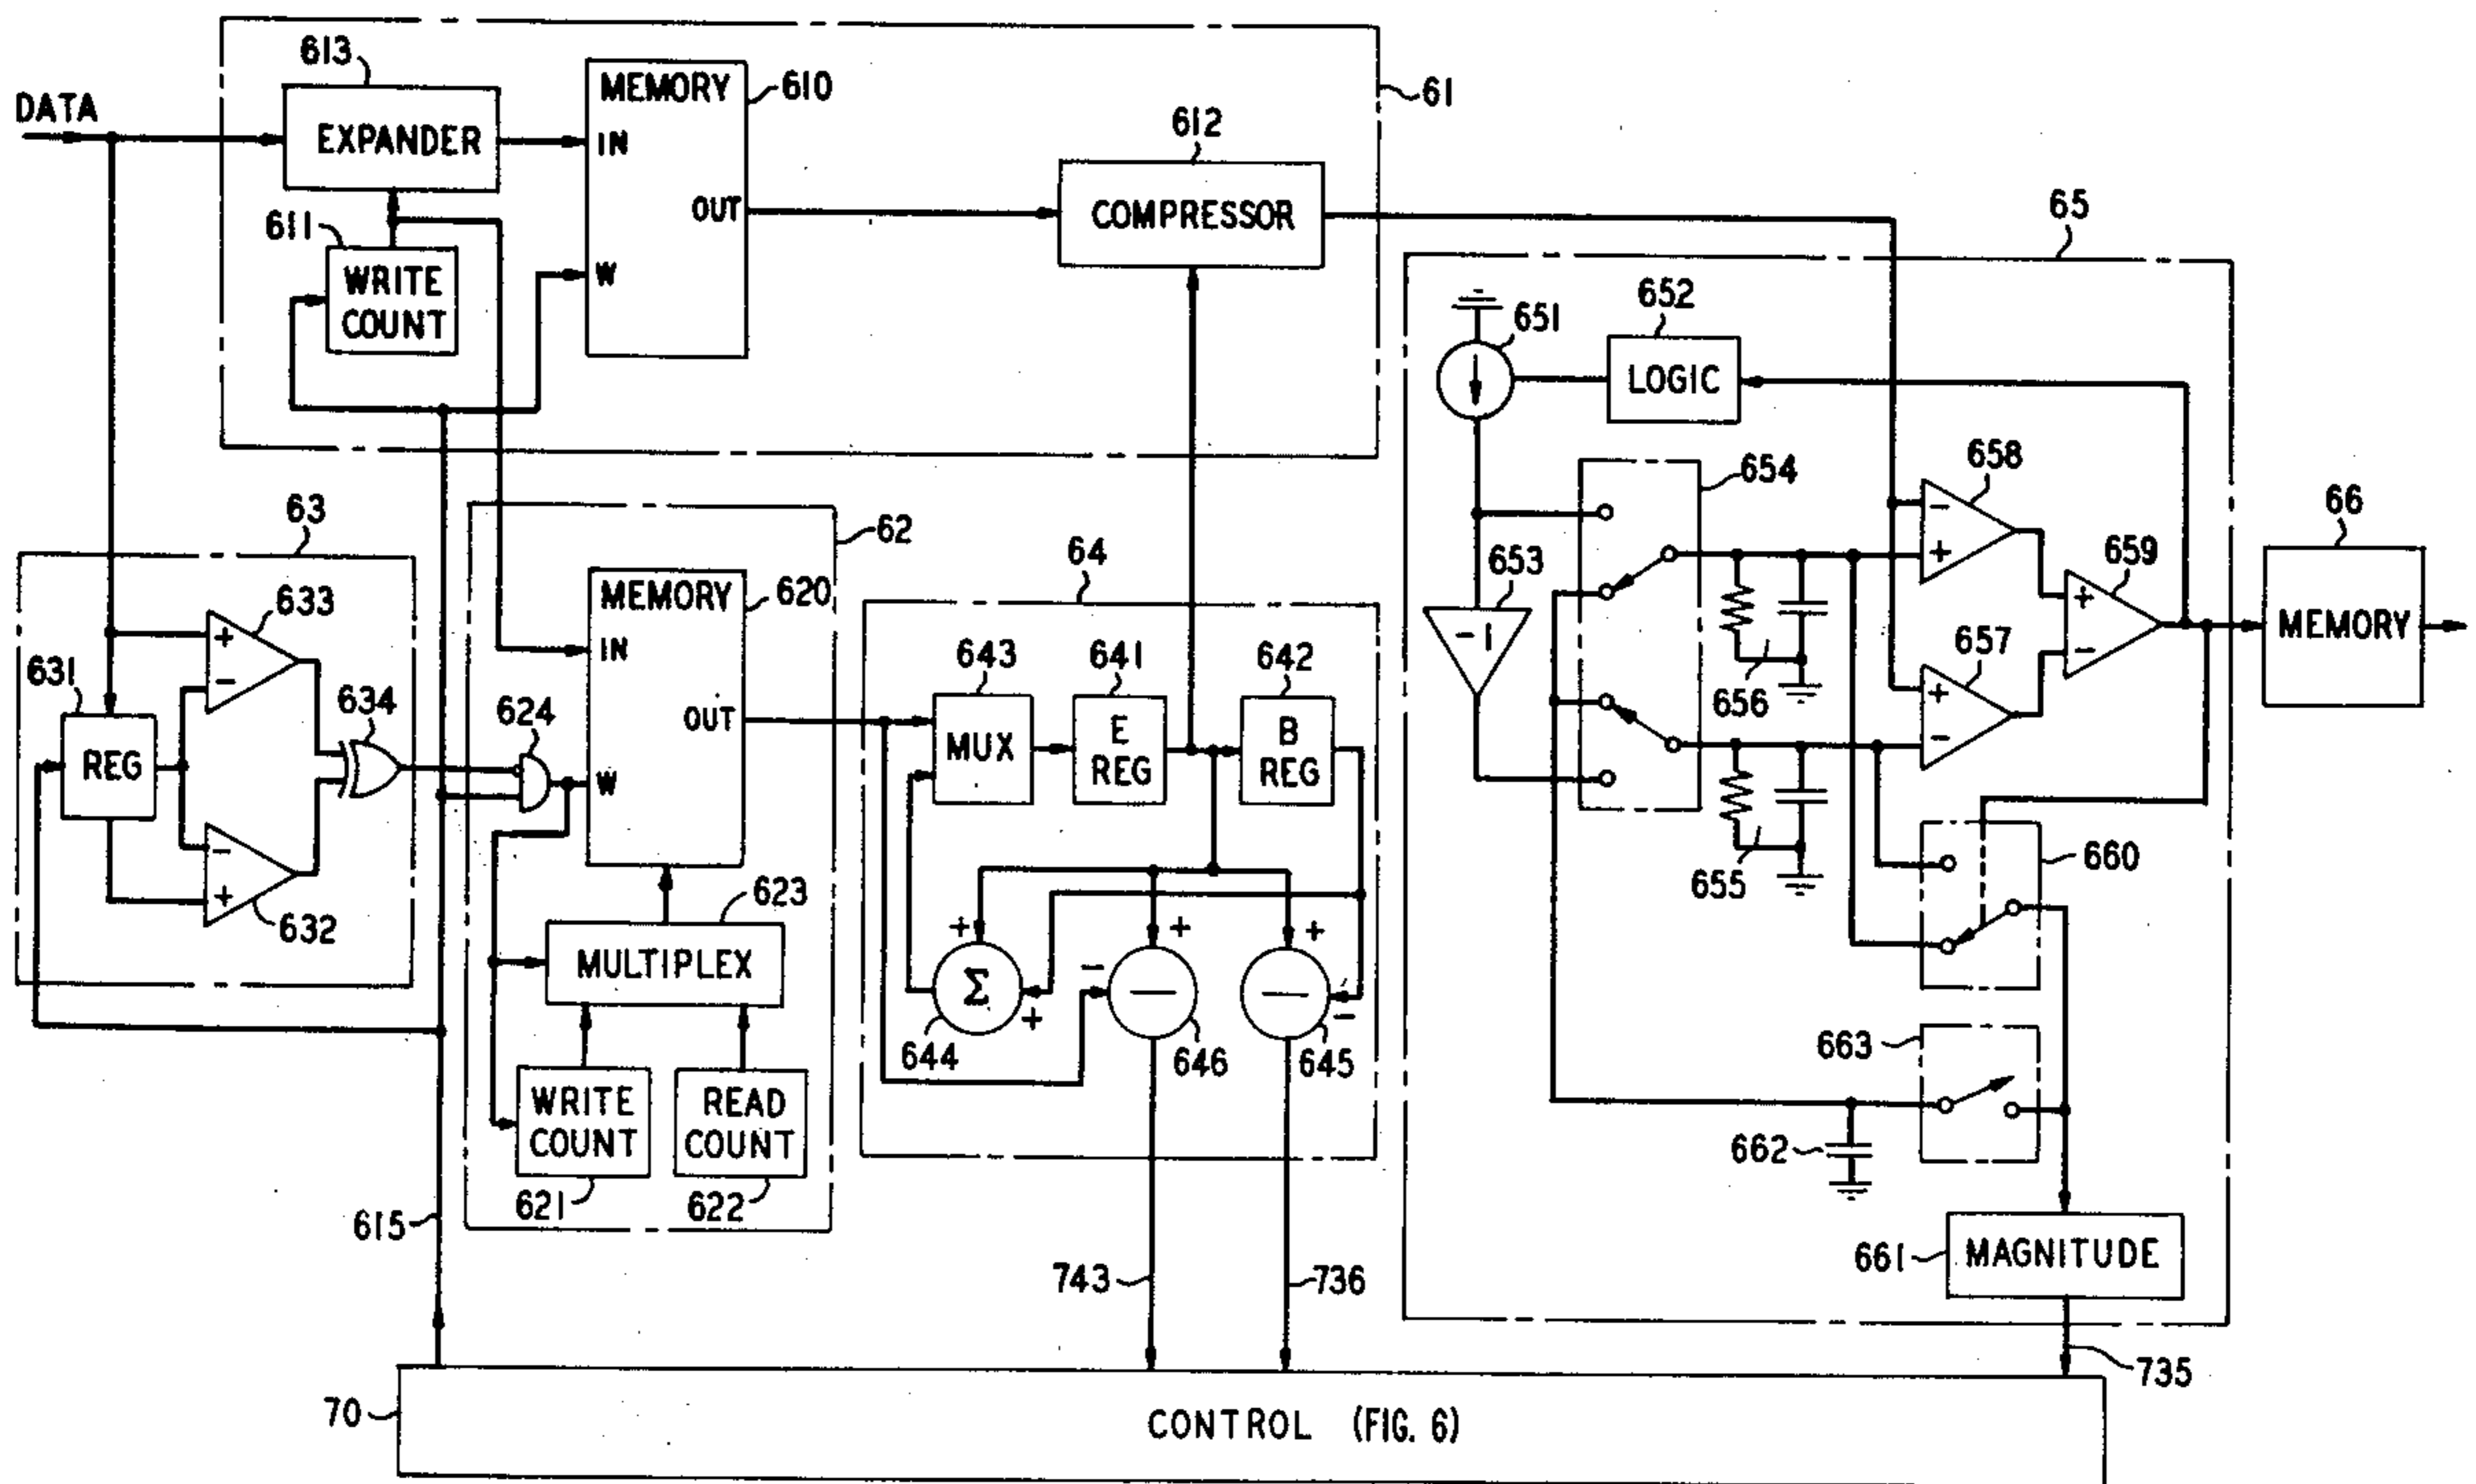 DATA
613
EXPANDER
MEMORY
IN
OUT
W
610
611
WRITE
COUNT
612
COMPRESSOR
61
65
651
652
LOGIC
654
653
-1
658
-
+
657
+
-
659
+
-
66
MEMORY
656
655
660
663
662
661
MAGNITUDE
735
63
633
+
-
631
REG
634
-
+
632
62
624
MEMORY
IN
OUT
W
620
623
MULTIPLEX
WRITE
COUNT
READ
COUNT
621
622
615
64
643
MUX
641
E
REG
642
B
REG
+
Σ
+
644
+
-
—
646
+
—
-
645
743
736
70
CONTROL (FIG. 6)